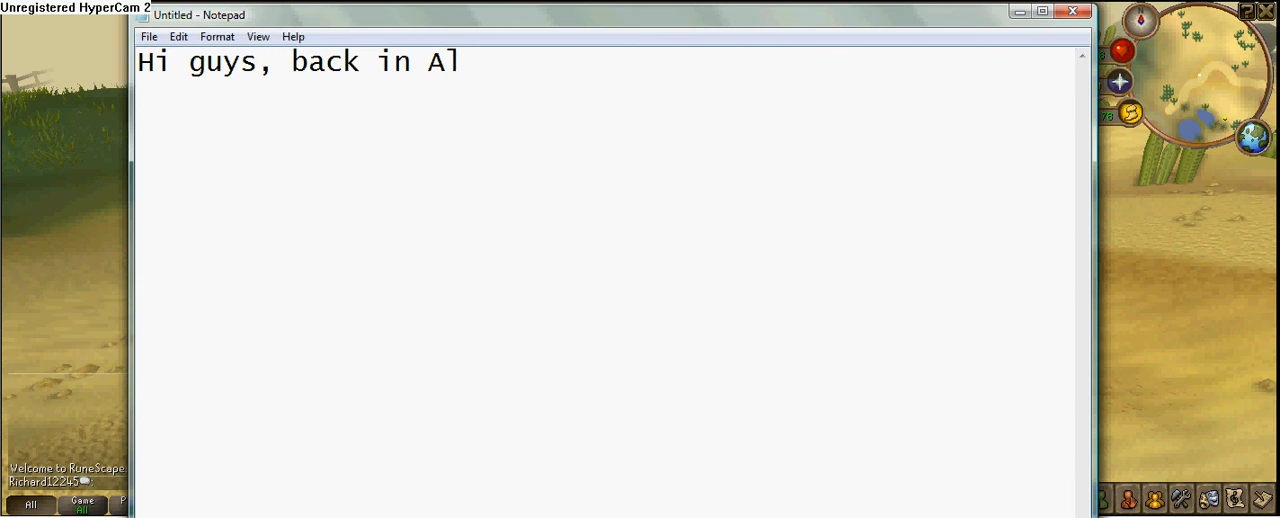 Unregistered HyperCam 2
Untitled - Notepad
File Edit Format View Help
Hi guys, back in Al
78
Welcome to RuneScape.
Richard12245:
All
Game
All
P